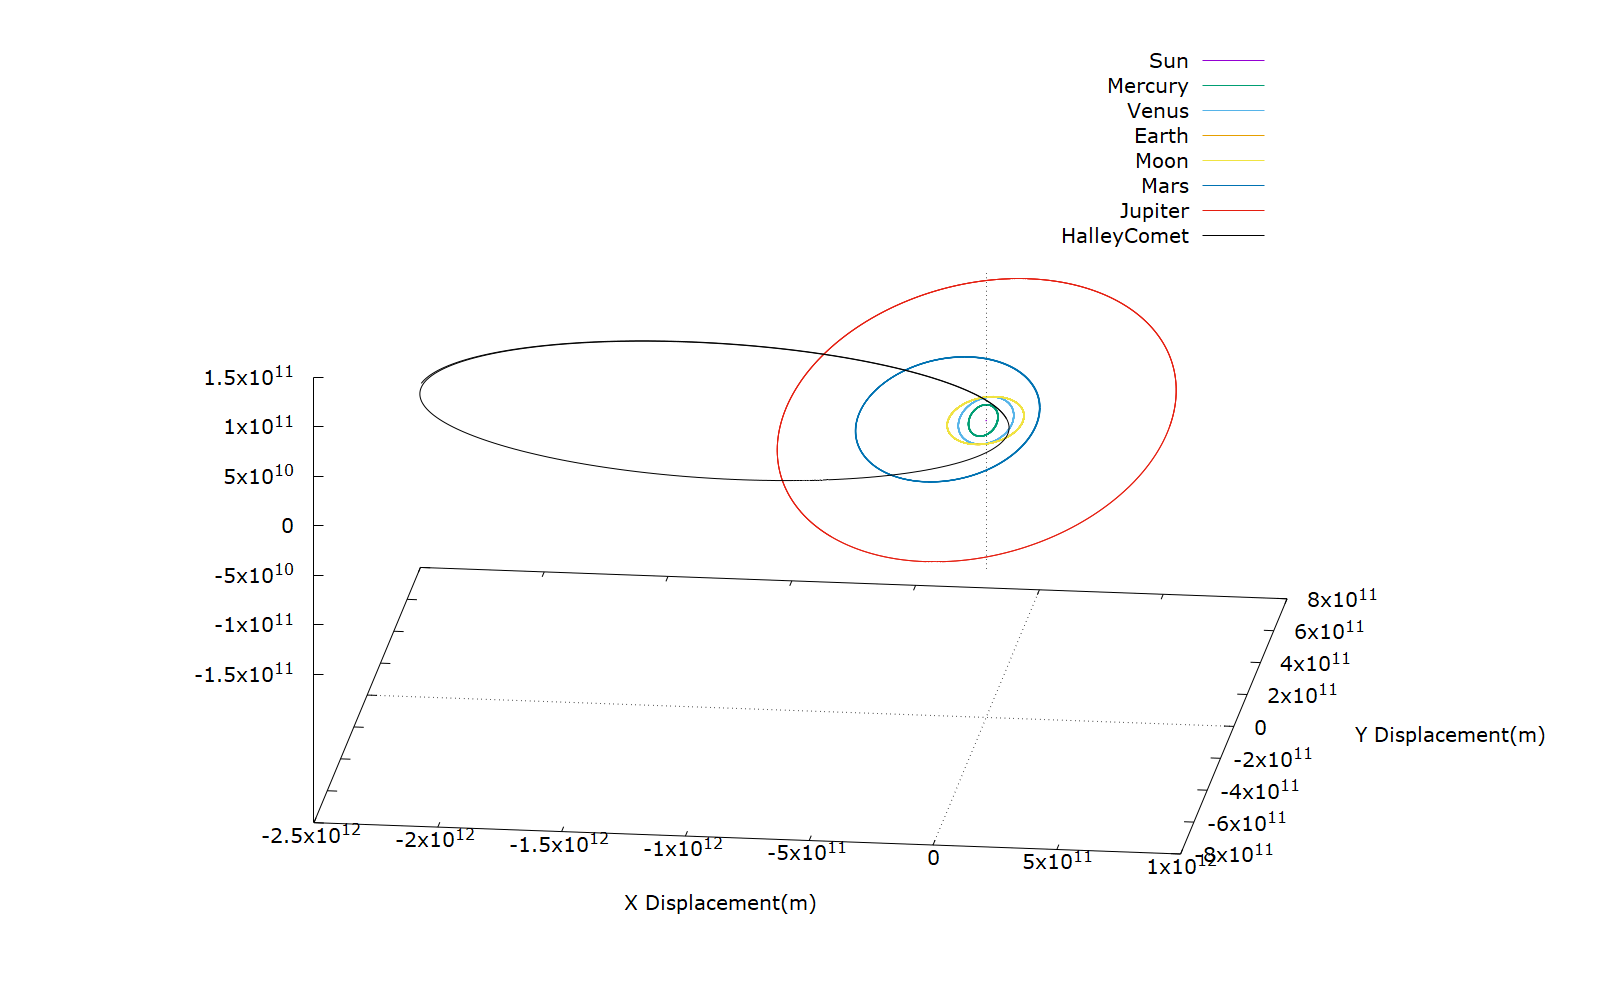 Sun
Mercury
Venus
Earth
Moon
Mars
Jupiter
HalleyComet
1.5x10^11
1x10^11
5x10^10
0
-5x10^10
-1x10^11
-1.5x10^11
8x10^11
6x10^11
4x10^11
2x10^11
0
-2x10^11
-4x10^11
-6x10^11
-8x10^11
Y Displacement(m)
-2.5x10^12
-2x10^12
-1.5x10^12
-1x10^12
-5x10^11
0
5x10^11
1x10^12
X Displacement(m)